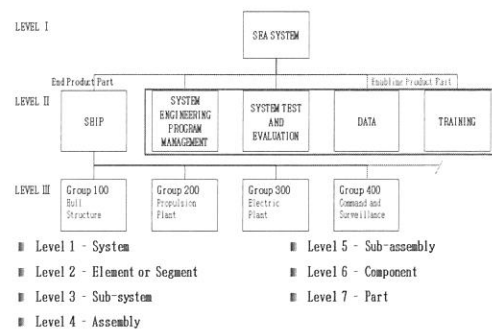 LEVEL Ⅰ
SEA SYSTEM
End Product Part
Enabling Product Part
LEVEL Ⅱ
SHIP
SYSTEM
ENGINEERING
PROGRAM
MANAGEMENT
SYSTEM TEST
AND
EVALUATION
DATA
TRAINING
LEVEL Ⅲ
Group 100
Hull
Structure
Group 200
Propulsion
Plant
Group 300
Electric
Plant
Group 400
Command and
Surveillance
Level 1 - System
Level 2 - Element or Segment
Level 3 - Sub-system
Level 4 - Assembly
Level 5 - Sub-assembly
Level 6 - Component
Level 7 - Part